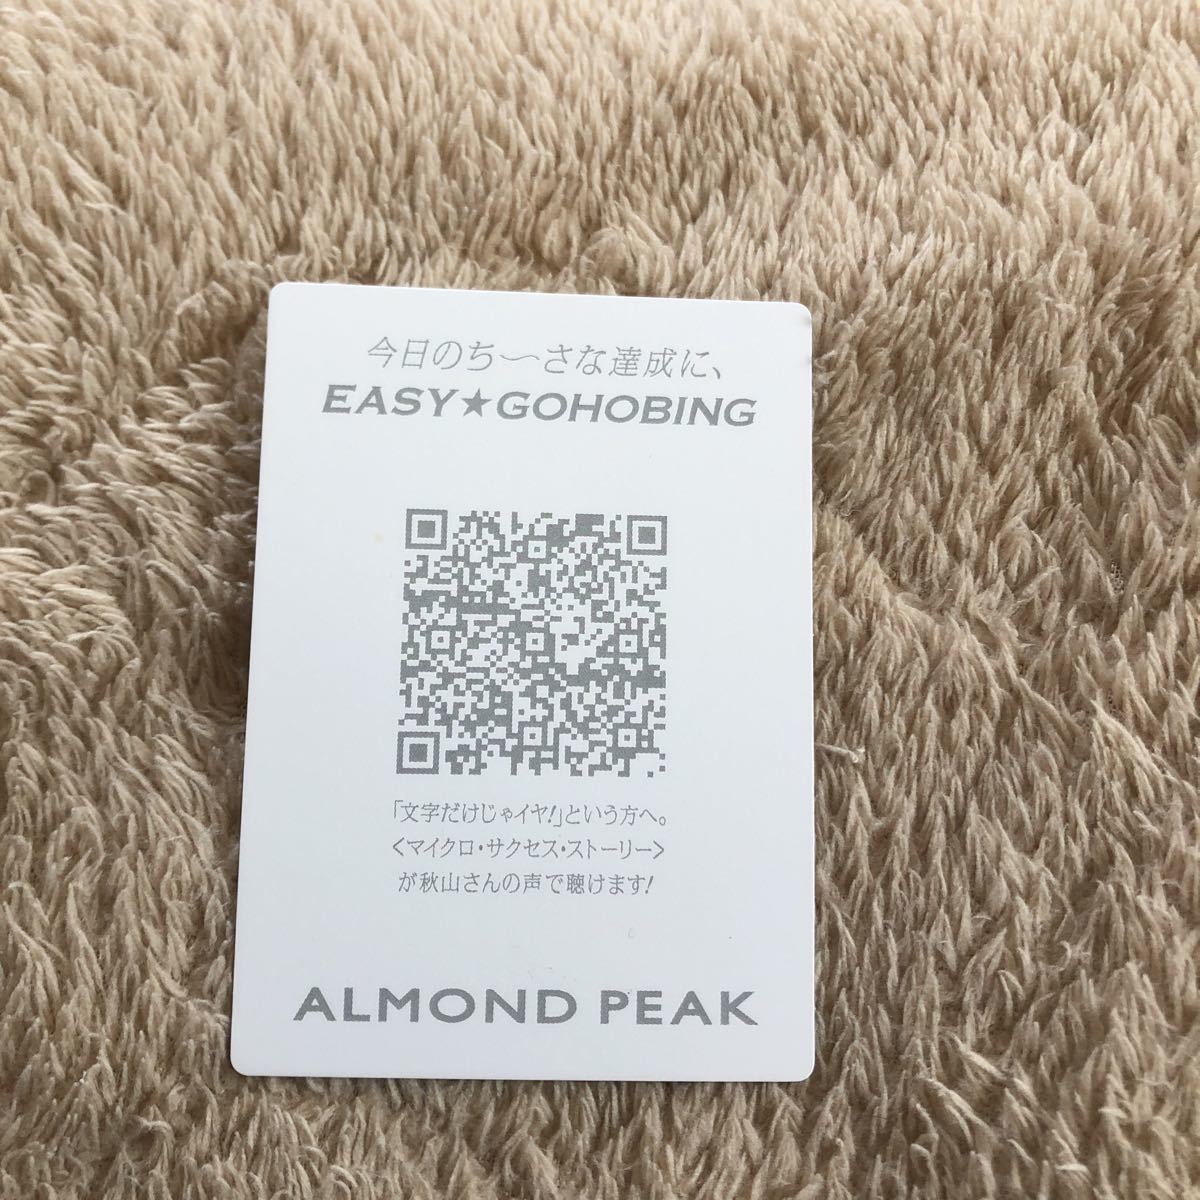 今日のち〜さな達成に、
EASY★GOHOBING
「文字だけじゃイヤ!」という方へ。
<マイクロ・サクセス・ストーリー>
が秋山さんの声で聴けます!
ALMOND PEAK